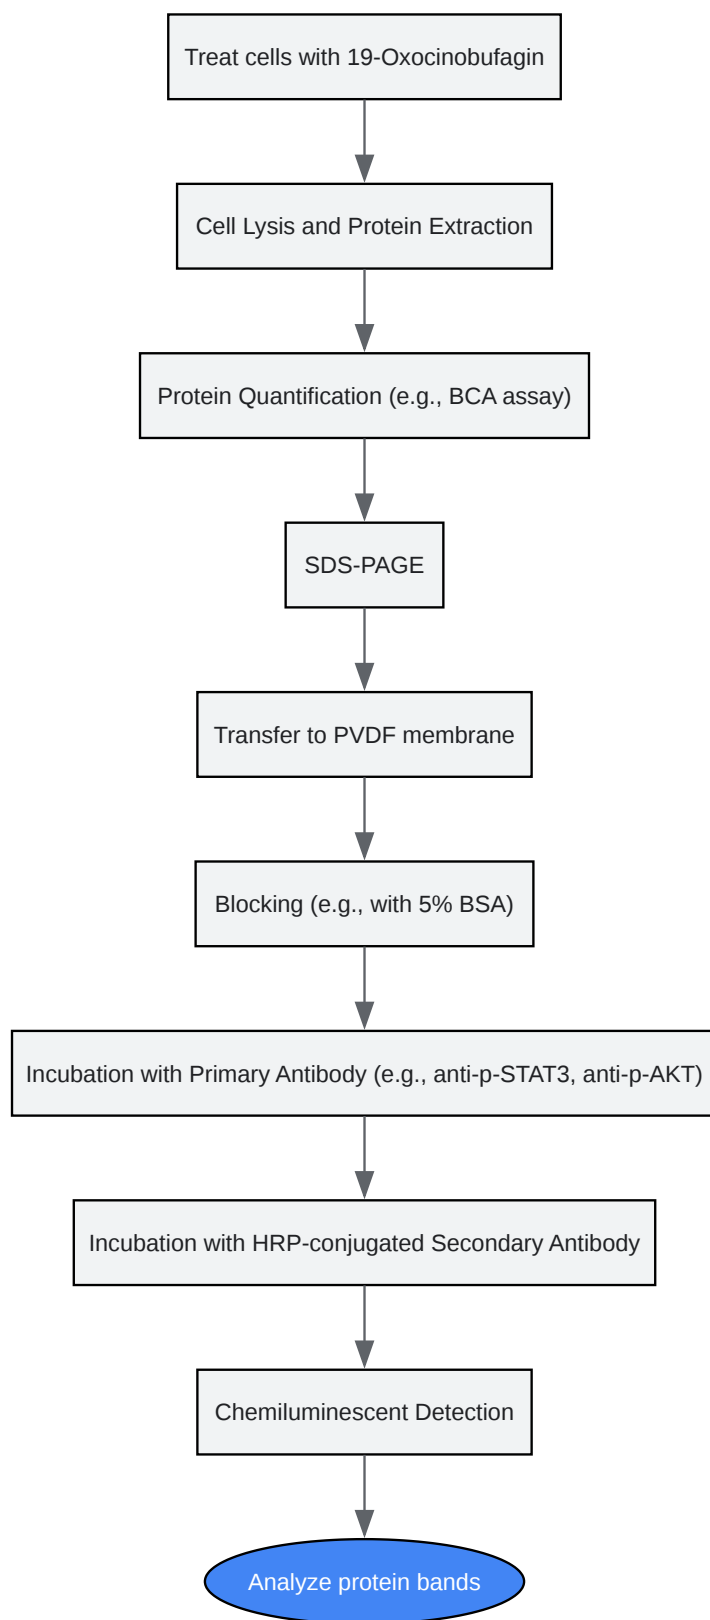 Treat cells with 19-Oxocinobufagin
Cell Lysis and Protein Extraction
Protein Quantification (e.g., BCA assay)
SDS-PAGE
Transfer to PVDF membrane
Blocking (e.g., with 5% BSA)
Incubation with Primary Antibody (e.g., anti-p-STAT3, anti-p-AKT)
Incubation with HRP-conjugated Secondary Antibody
Chemiluminescent Detection
Analyze protein bands